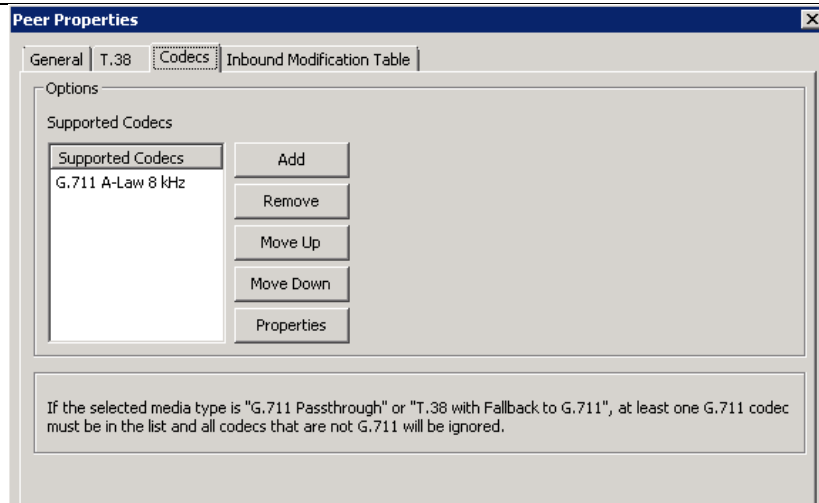 Peer Properties
General T.38 Codecs Inbound Modification Table
Options
Supported Codecs
Supported Codecs
G.711 A-Law 8 kHz
Add
Remove
Move Up
Move Down
Properties
If the selected media type is "G.711 Passthrough" or "T.38 with Fallback to G.711", at least one G.711 codec
must be in the list and all codecs that are not G.711 will be ignored.